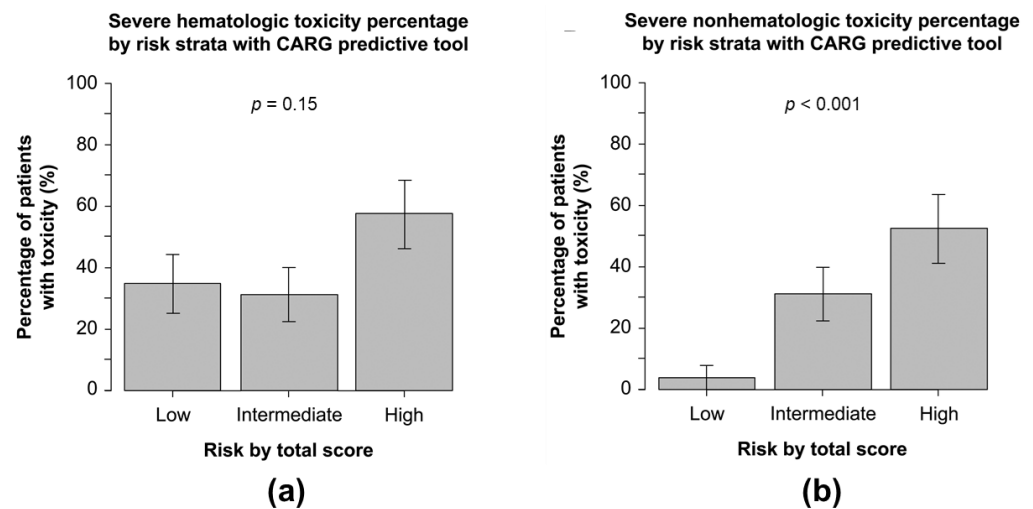 Severe hematologic toxicity percentage
by risk strata with CARG predictive tool
p = 0.15
Percentage of patients
with toxicity (%)
100
80
60
40
20
0
Low Intermediate High
Risk by total score
(a)
Severe nonhematologic toxicity percentage
by risk strata with CARG predictive tool
p < 0.001
Percentage of patients
with toxicity (%)
100
80
60
40
20
0
Low Intermediate High
Risk by total score
(b)